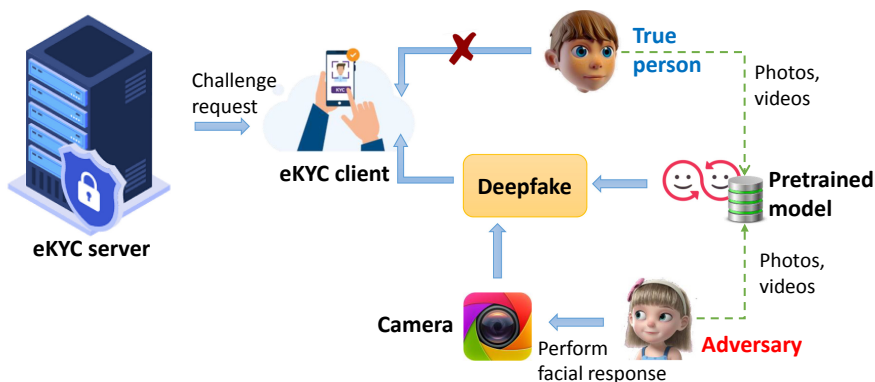 True
person
Challenge
request
KYC
Photos,
videos
eKYC client
Deepfake
Pretrained
model
eKYC server
Photos,
videos
Camera
Adversary
Perform
facial response